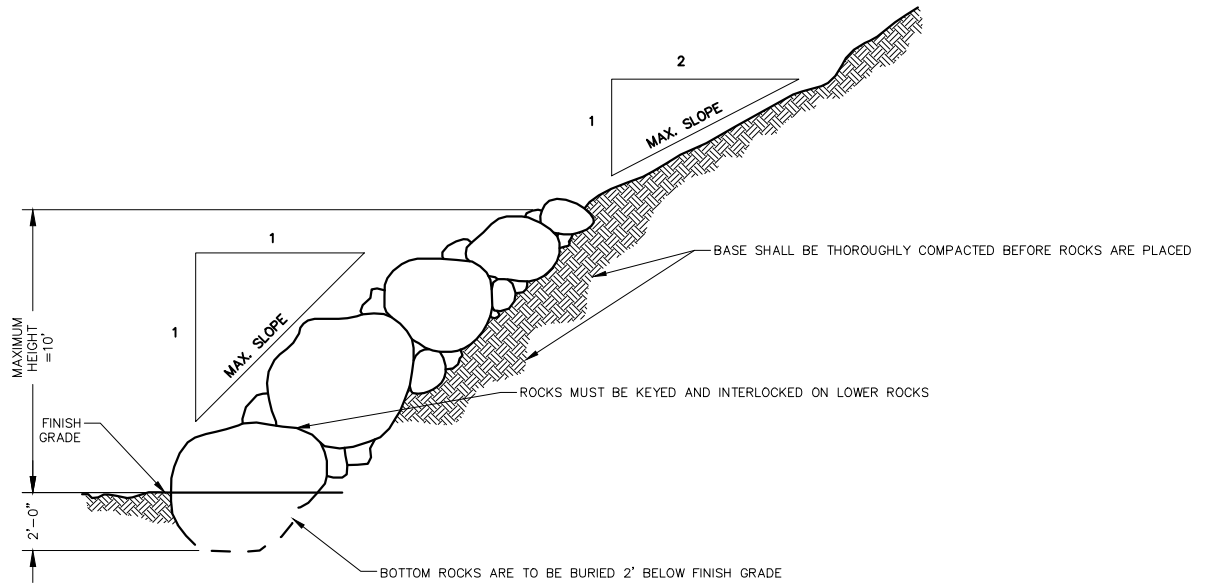 2
1
MAX. SLOPE
BASE SHALL BE THOROUGHLY COMPACTED BEFORE ROCKS ARE PLACED
1
1
MAX. SLOPE
MAXIMUM
HEIGHT
=10'
ROCKS MUST BE KEYED AND INTERLOCKED ON LOWER ROCKS
FINISH
GRADE
2'-0"
BOTTOM ROCKS ARE TO BE BURIED 2' BELOW FINISH GRADE